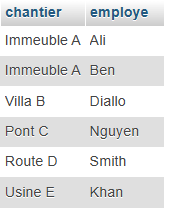 chantier employe
Immeuble A Ali
Immeuble A Ben
Villa B Diallo
Pont C Nguyen
Route D Smith
Usine E Khan